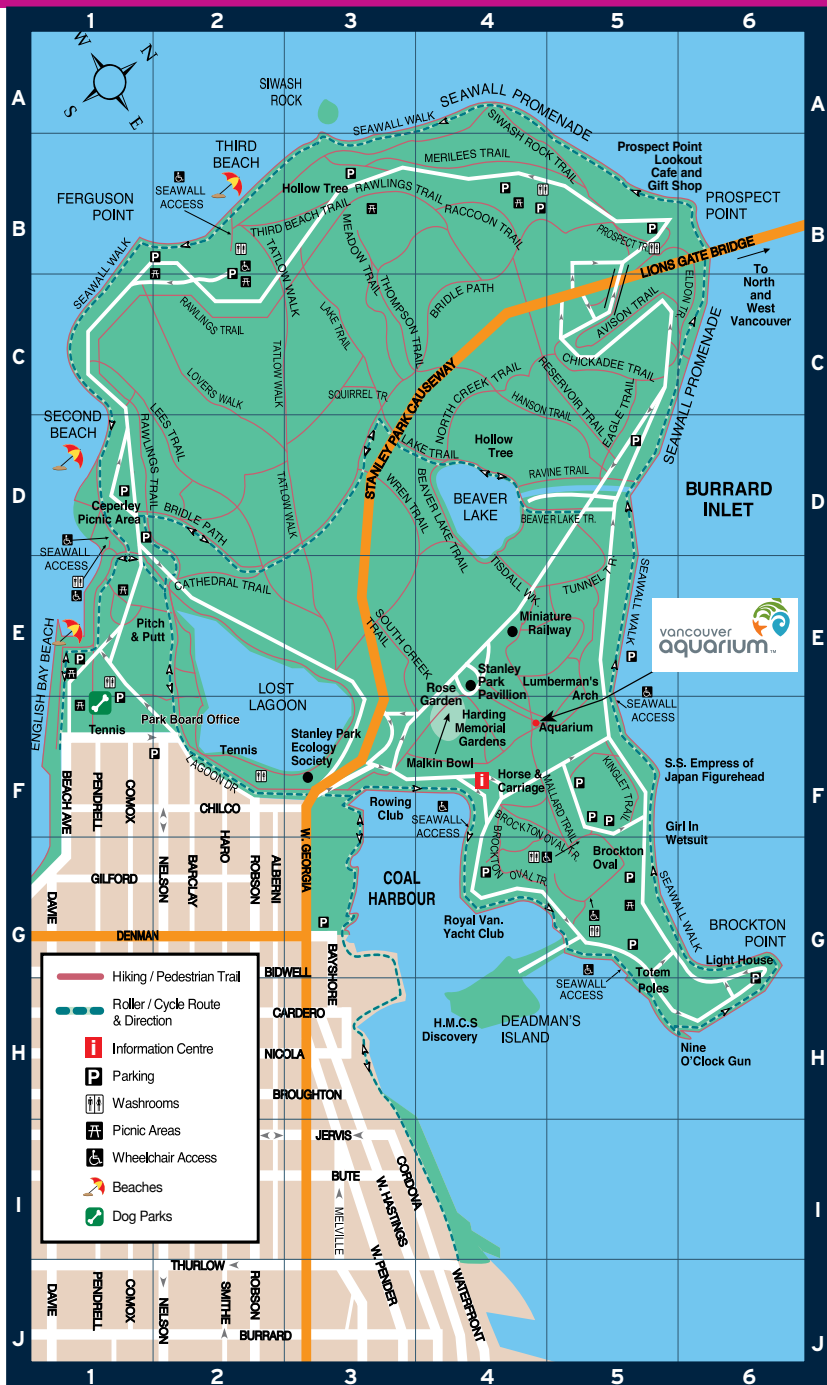 1 2 3 4 5 6
A
B
C
D
E
F
G
H
I
J
A
B
C
D
E
F
G
H
I
J
W
N
S
E
SIWASH
ROCK
SEAWALL WALK
SEAWALL PROMENADE
SIWASH ROCK TRAIL
MERILEES TRAIL
THIRD
BEACH
SEAWALL
ACCESS
FERGUSON
POINT
Hollow Tree
RAWLINGS TRAIL
RACCOON TRAIL
THIRD BEACH TRAIL
MEADOW TRAIL
THOMPSON TRAIL
TATLOW WALK
Prospect Point
Lookout
Cafe and
Gift Shop
PROSPECT
POINT
PROSPECT TR.
LIONS GATE BRIDGE
To
North
and
West
Vancouver
ELDON TR.
AVISON TRAIL
SEAWALL WALK
RAWLINGS TRAIL
LAKE TRAIL
BRIDLE PATH
CHICKADEE TRAIL
SEAWALL PROMENADE
LOVERS WALK
TATLOW WALK
SQUIRREL TR.
STANLEY PARK CAUSEWAY
NORTH CREEK TRAIL
HANSON TRAIL
RESERVOIR TRAIL
EAGLE TRAIL
SECOND
BEACH
LEES TRAIL
RAWLINGS TRAIL
LAKE TRAIL
Hollow
Tree
RAVINE TRAIL
BURRARD
INLET
BEAVER
LAKE
BEAVER LAKE TR.
Ceperley
Picnic Area
BRIDLE PATH
TATLOW WALK
WREN TRAIL
BEAVER LAKE TRAIL
SEAWALL
ACCESS
CATHEDRAL TRAIL
TISDALL WK.
TUNNEL TR.
SEAWALL WALK
vancouver
aquarium™
ENGLISH BAY BEACH
Pitch
& Putt
SOUTH CREEK
TRAIL
Miniature
Railway
Stanley
Park
Pavillion
Lumberman's
Arch
SEAWALL
ACCESS
LOST
LAGOON
Rose
Garden
Harding
Memorial
Gardens
Aquarium
Park Board Office
Tennis
Tennis
Stanley Park
Ecology
Society
Malkin Bowl
LAGOON DR.
S.S. Empress of
Japan Figurehead
Horse &
Carriage
MALLARD TRAIL
KINGLET TRAIL
Girl In
Wetsuit
Rowing
Club
SEAWALL
ACCESS
BROCKTON OVAL TR.
BROCKTON
OVAL TR.
Brockton
Oval
SEAWALL WALK
BEACH AVE
PENDRELL
COMOX
CHILCO
NELSON
BARCLAY
HARO
ROBSON
ALBERNI
W. GEORGIA
GILFORD
DAVIE
COAL
HARBOUR
Royal Van.
Yacht Club
BROCKTON
POINT
Light House
DENMAN
BIDWELL
BAYSHORE
SEAWALL
ACCESS
Totem
Poles
H.M.C.S
Discovery
DEADMAN'S
ISLAND
Nine
O'Clock Gun
CARDERO
NICOLA
BROUGHTON
JERVIS
BUTE
MELVILLE
CORDOVA
W. HASTINGS
W. PENDER
WATERFRONT
THURLOW
DAVIE
PENDRELL
COMOX
NELSON
SMITHE
ROBSON
BURRARD
Hiking / Pedestrian Trail
Roller / Cycle Route
& Direction
i Information Centre
P Parking
Washrooms
Picnic Areas
Wheelchair Access
Beaches
Dog Parks
1 2 3 4 5 6